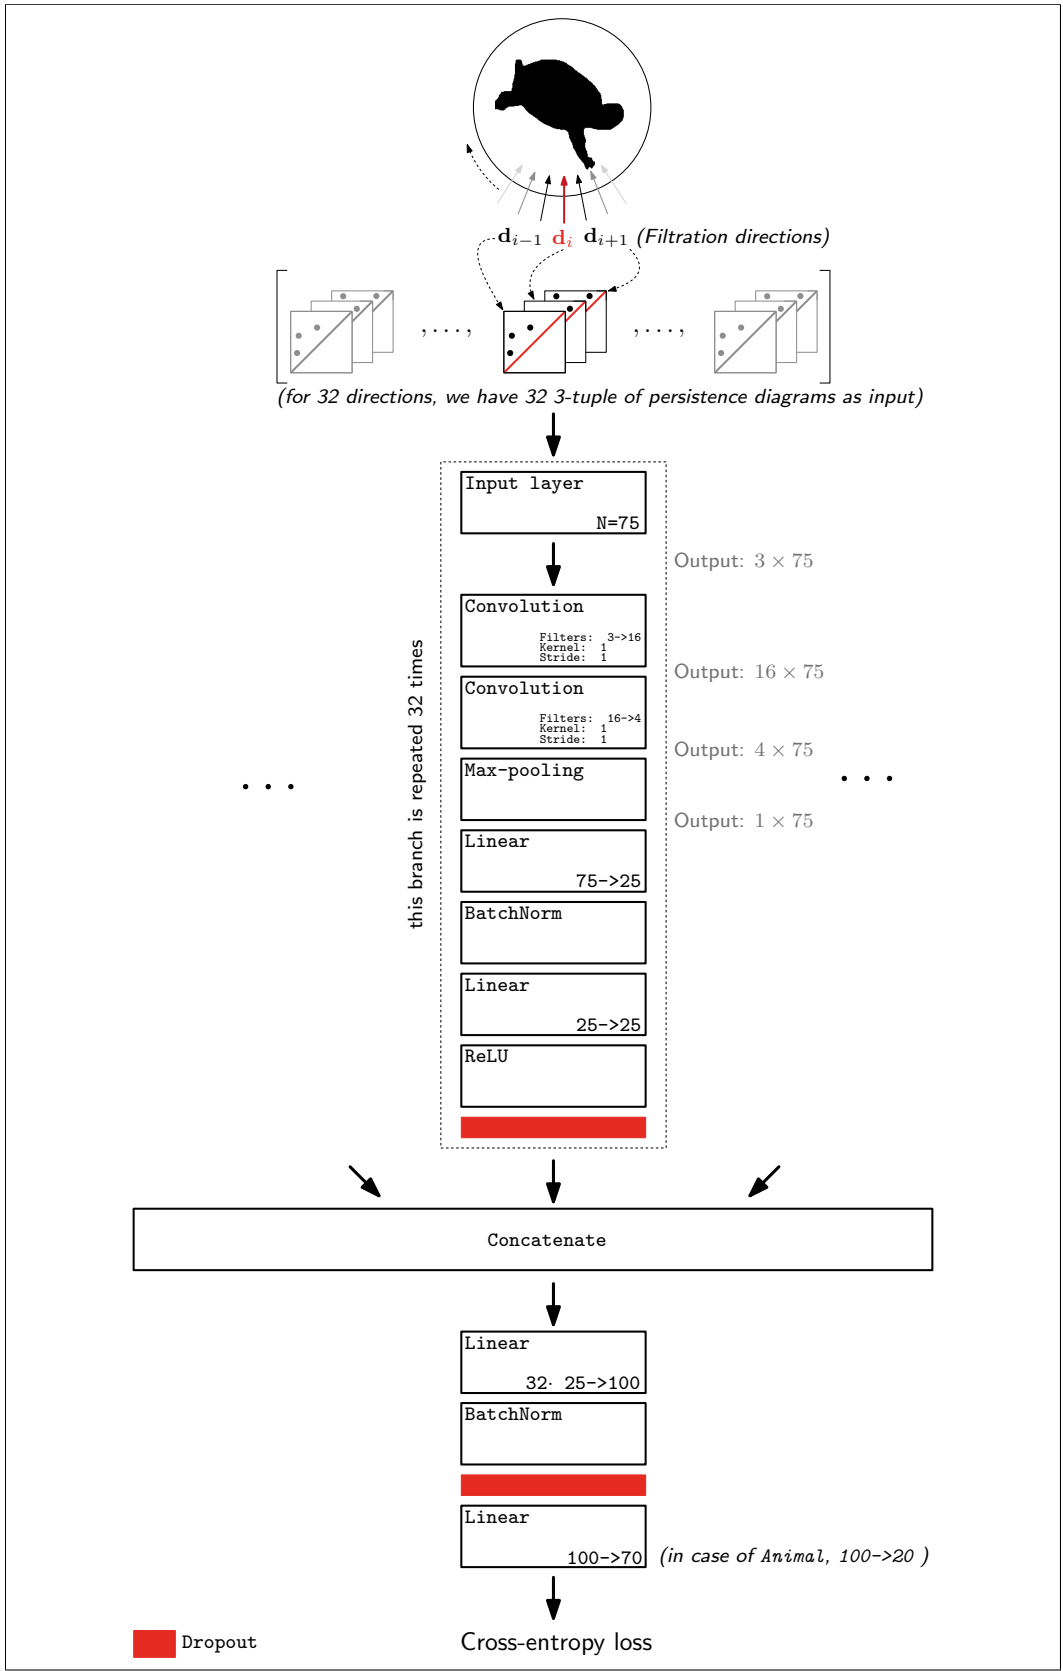 𝐝ᵢ₋₁ 𝐝ᵢ 𝐝ᵢ₊₁ (Filtration directions)
, . . . , , . . . ,
(for 32 directions, we have 32 3-tuple of persistence diagrams as input)
Input layer
N=75
Output: 3 × 75
Convolution
Filters: 3->16
Kernel: 1
Stride: 1
Output: 16 × 75
Convolution
Filters: 16->4
Kernel: 1
Stride: 1
Output: 4 × 75
Max-pooling
Output: 1 × 75
this branch is repeated 32 times
. . . . . .
Linear
75->25
BatchNorm
Linear
25->25
ReLU
Concatenate
Linear
32· 25->100
BatchNorm
Linear
100->70 (in case of Animal, 100->20 )
Dropout
Cross-entropy loss